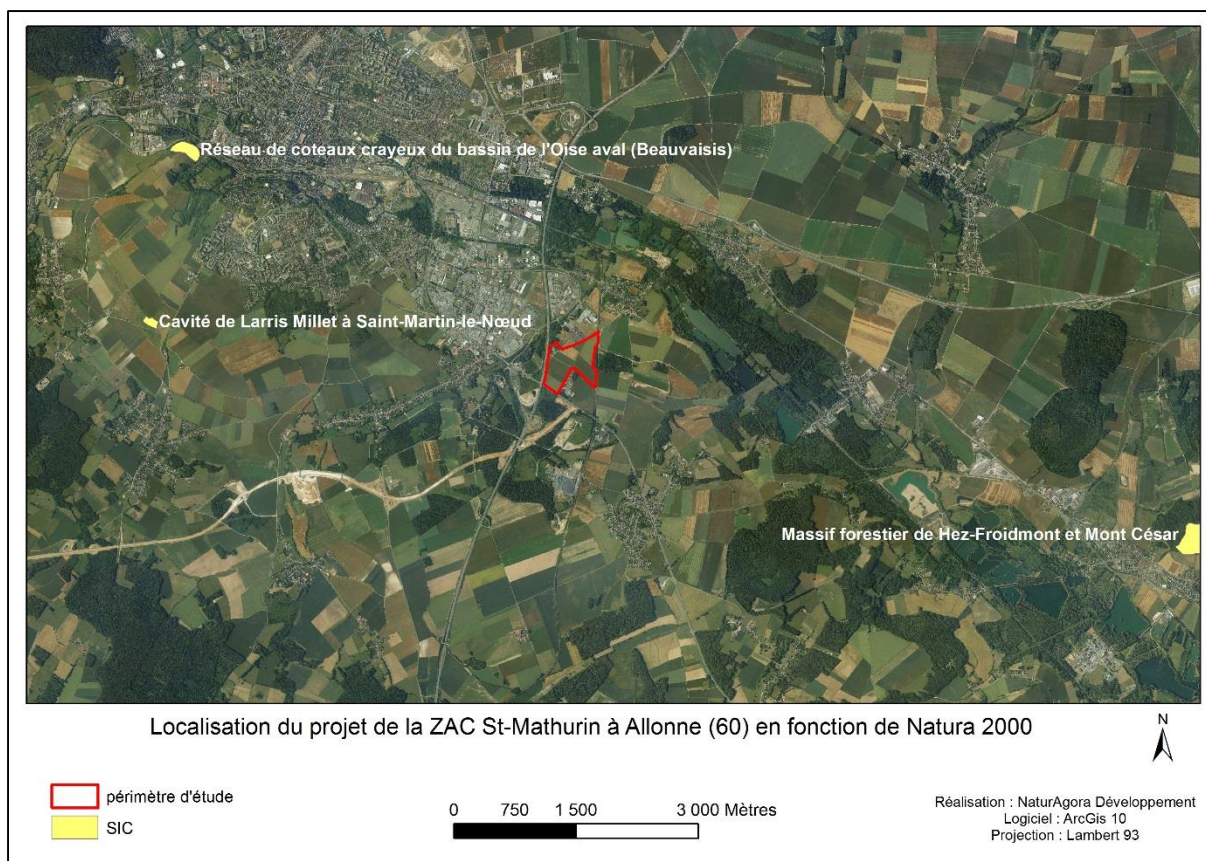 Réseau de coteaux crayeux du bassin de l'Oise aval (Beauvaisis)
Cavité de Larris Millet à Saint-Martin-le-Nœud
Massif forestier de Hez-Froidmont et Mont César
Localisation du projet de la ZAC St-Mathurin à Allonne (60) en fonction de Natura 2000
N
périmètre d'étude
SIC
0 750 1 500 3 000 Mètres
Réalisation : NaturAgora Développement
Logiciel : ArcGis 10
Projection : Lambert 93